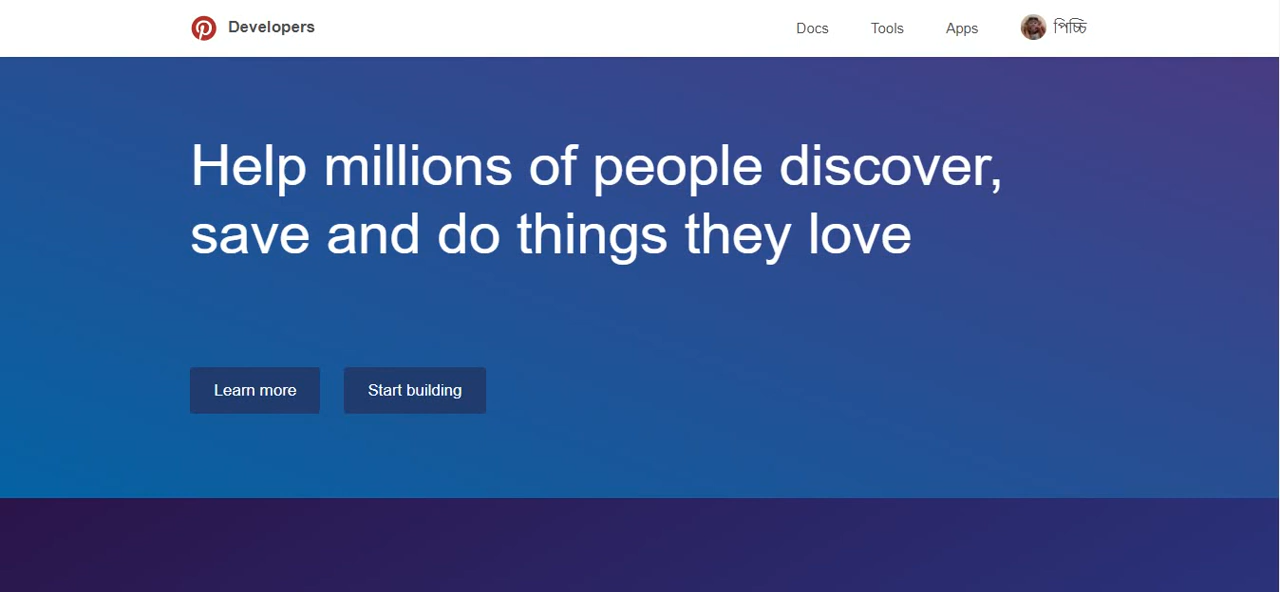 Developers
Docs
Tools
Apps
পিচ্চি
Help millions of people discover,
save and do things they love
Learn more
Start building